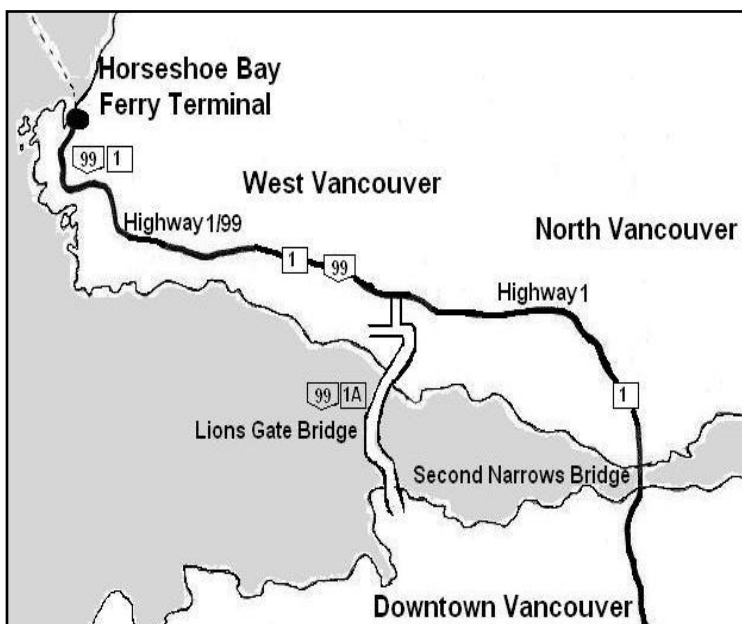 Horseshoe Bay
Ferry Terminal
99 1
West Vancouver
Highway 1/99
North Vancouver
1 99
Highway 1
99 1A
1
Lions Gate Bridge
Second Narrows Bridge
Downtown Vancouver